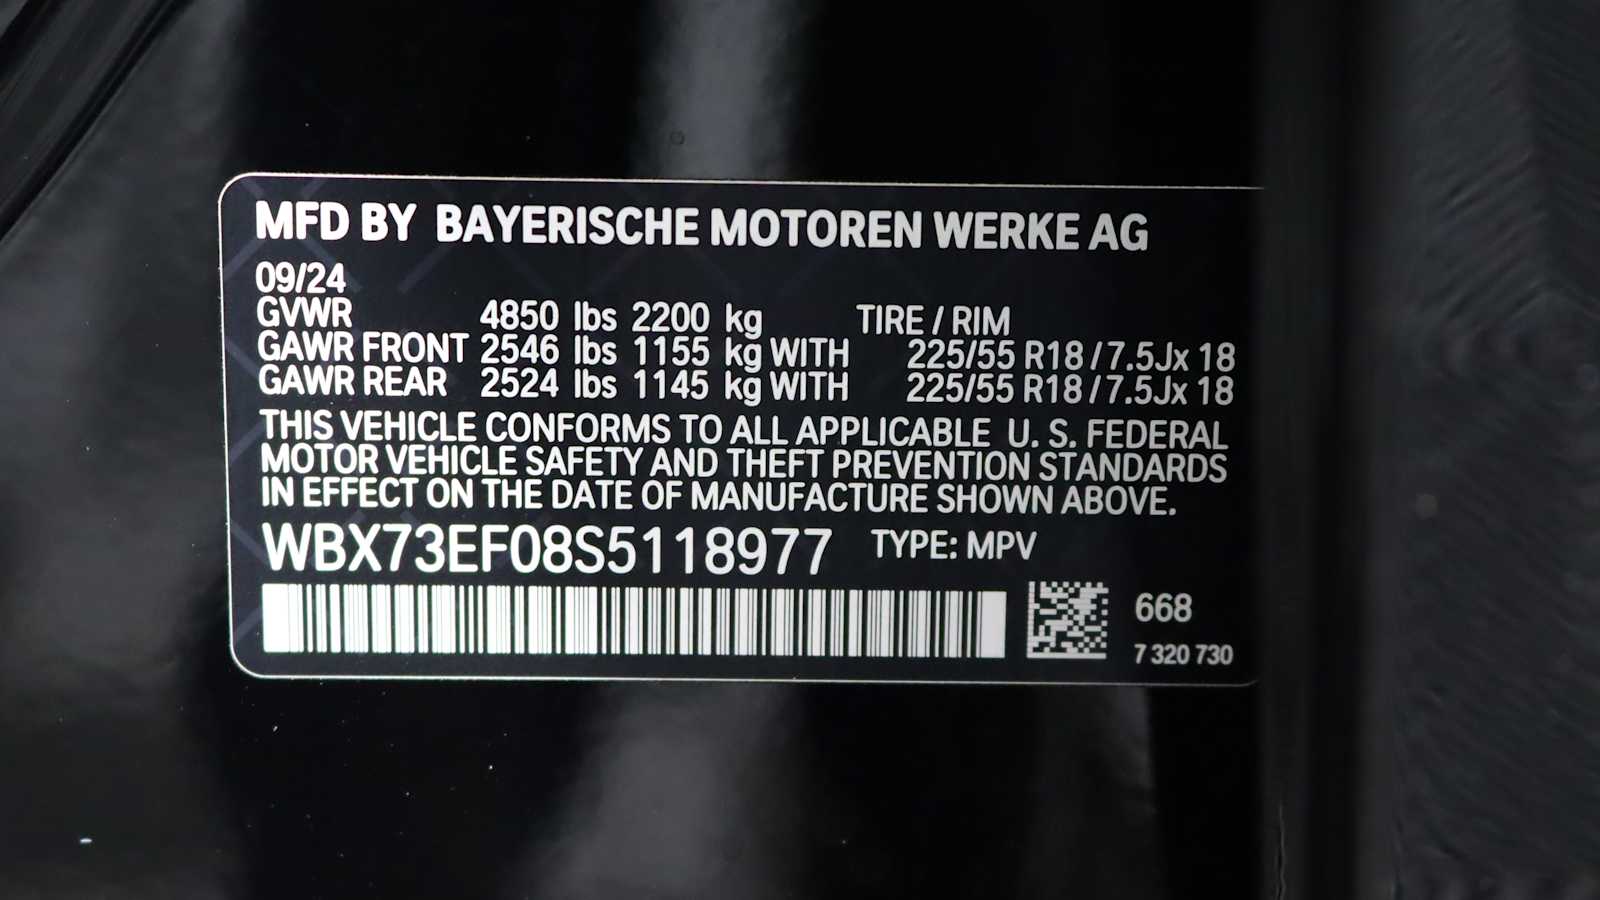 MFD BY BAYERISCHE MOTOREN WERKE AG
09/24
GVWR 4850 lbs 2200 kg TIRE / RIM
GAWR FRONT 2546 lbs 1155 kg WITH 225/55 R18 / 7.5Jx 18
GAWR REAR 2524 lbs 1145 kg WITH 225/55 R18 / 7.5Jx 18
THIS VEHICLE CONFORMS TO ALL APPLICABLE U. S. FEDERAL
MOTOR VEHICLE SAFETY AND THEFT PREVENTION STANDARDS
IN EFFECT ON THE DATE OF MANUFACTURE SHOWN ABOVE.
WBX73EF08S5118977 TYPE: MPV
668
7 320 730